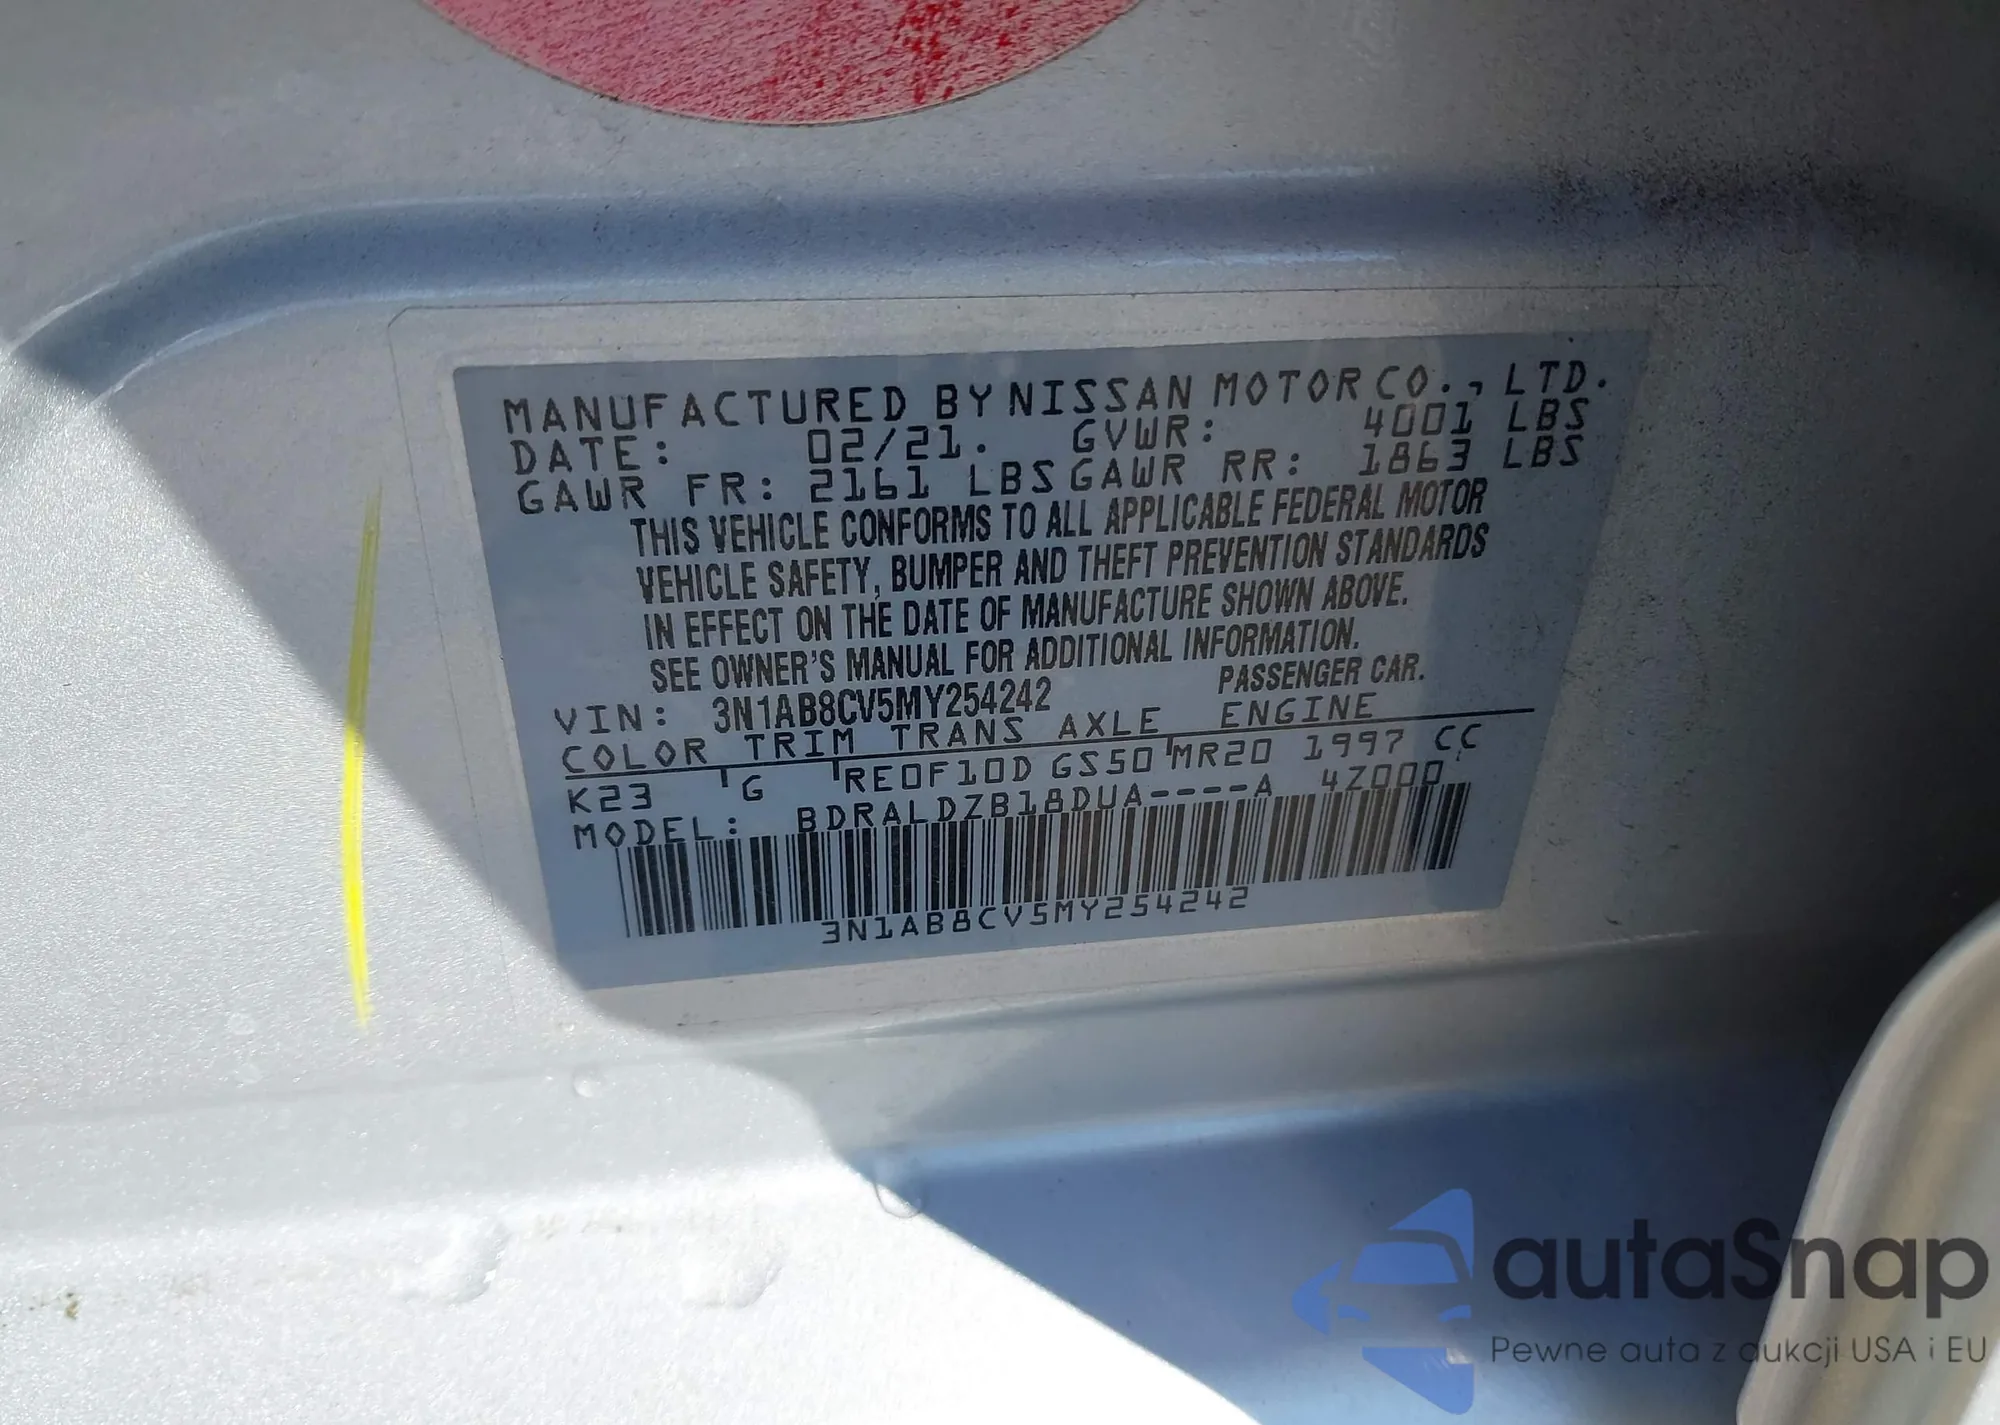 MANUFACTURED BY NISSAN MOTOR CO., LTD.
DATE: 02/21. GVWR: 4001 LBS
GAWR FR: 2161 LBS GAWR RR: 1863 LBS
THIS VEHICLE CONFORMS TO ALL APPLICABLE FEDERAL MOTOR
VEHICLE SAFETY, BUMPER AND THEFT PREVENTION STANDARDS
IN EFFECT ON THE DATE OF MANUFACTURE SHOWN ABOVE.
SEE OWNER'S MANUAL FOR ADDITIONAL INFORMATION.
VIN: 3N1AB8CV5MY254242 PASSENGER CAR.
COLOR TRIM TRANS AXLE ENGINE
K23 G RE0F10D GS50 MR20 1997 CC
MODEL: BDRALDZB18DUA----A 4Z000
3N1AB8CV5MY254242
autaSnap
Pewne auta z aukcji USA i EU